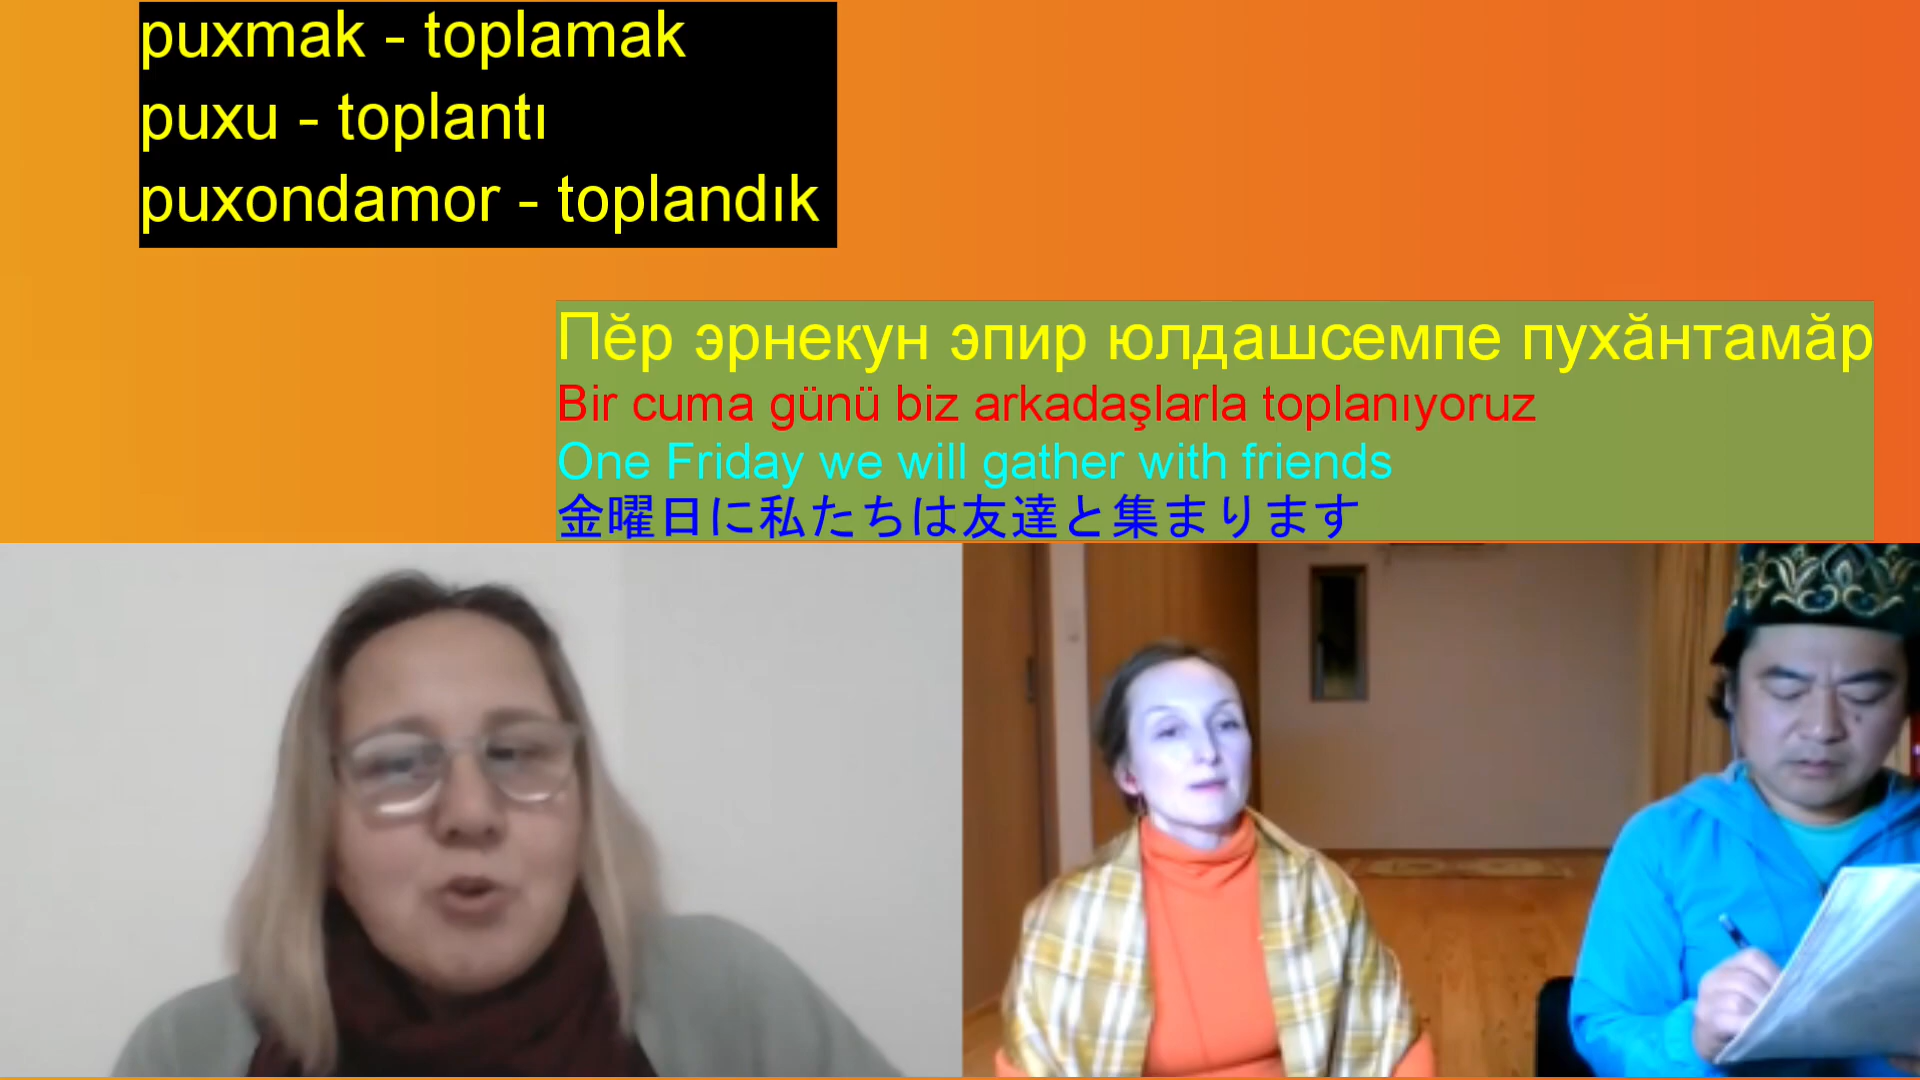 puxmak - toplamak
puxu - toplantı
puxondamor - toplandık
Пӗр эрнекун эпир юлдашсемпе пухӑнтамӑр
Bir cuma günü biz arkadaşlarla toplanıyoruz
One Friday we will gather with friends
金曜日に私たちは友達と集まります